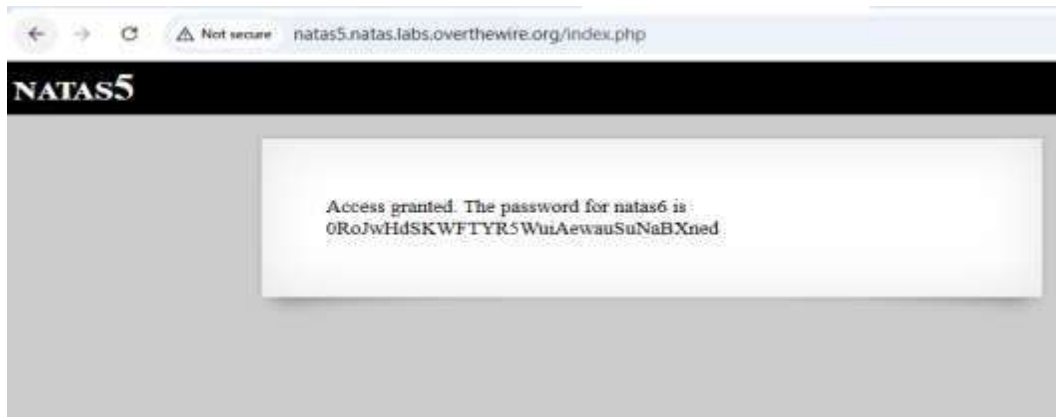 Not secure natas5.natas.labs.overthewire.org/index.php
NATAS5
Access granted. The password for natas6 is
0RoJwHdSKWFTYR5WuiAewauSuNaBXned